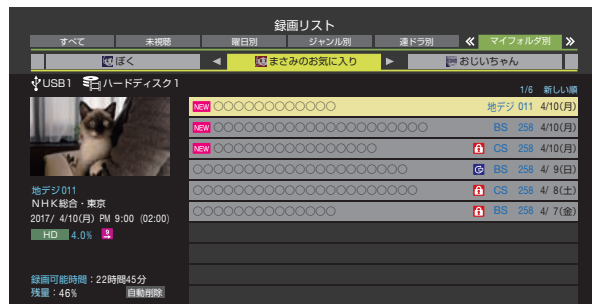 録画リスト
すべて 未視聴 曜日別 ジャンル別 連ドラ別 マイフォルダ別
ぼく まさみのお気に入り おじいちゃん
USB1 ハードディスク1
1/6 新しい順
NEW ○○○○○○○○○○○○ 地デジ 011 4/10(月)
NEW ○○○○○○○○○○○○○○○○○○○○○ BS 258 4/10(月)
NEW ○○○○○○○○○○○○○○○○ CS 258 4/10(月)
○○○○○○○○○○○○○○○○○○○○○ G BS 258 4/ 9(日)
○○○○○○○○○○○○○○○○○○○○○○ CS 258 4/ 8(土)
○○○○○○○○○○○○○○ BS 258 4/ 7(金)
地デジ011
NHK総合・東京
2017/ 4/10(月) PM 9:00 (02:00)
HD 4.0% 9
録画可能時間：22時間45分
残量：46% 自動削除